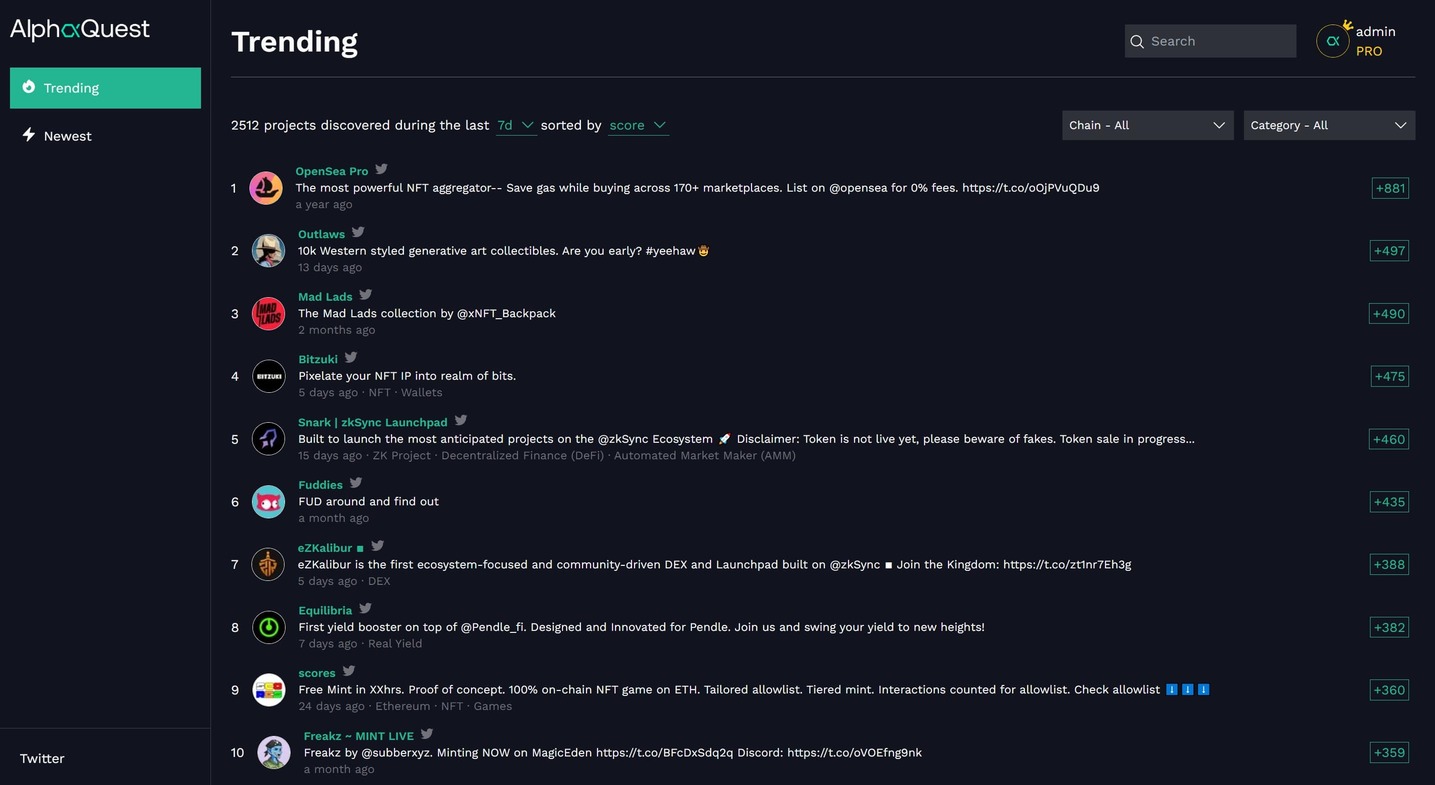 AlphaQuest
Trending
Newest
Twitter
Trending
Search
admin
PRO
2512 projects discovered during the last 7d sorted by score
Chain - All
Category - All
1
OpenSea Pro
The most powerful NFT aggregator-- Save gas while buying across 170+ marketplaces. List on @opensea for 0% fees. https://t.co/oOjPVuQDu9
a year ago
+881
2
Outlaws
10k Western styled generative art collectibles. Are you early? #yeehaw🤠
13 days ago
+497
3
MAD LADS
Mad Lads
The Mad Lads collection by @xNFT_Backpack
2 months ago
+490
4
BITZUKI
Bitzuki
Pixelate your NFT IP into realm of bits.
5 days ago · NFT · Wallets
+475
5
Snark | zkSync Launchpad
Built to launch the most anticipated projects on the @zkSync Ecosystem 🚀 Disclaimer: Token is not live yet, please beware of fakes. Token sale in progress...
15 days ago · ZK Project · Decentralized Finance (DeFi) · Automated Market Maker (AMM)
+460
6
Fuddies
FUD around and find out
a month ago
+435
7
eZKalibur ■
eZKalibur is the first ecosystem-focused and community-driven DEX and Launchpad built on @zkSync ■ Join the Kingdom: https://t.co/zt1nr7Eh3g
5 days ago · DEX
+388
8
Equilibria
First yield booster on top of @Pendle_fi. Designed and Innovated for Pendle. Join us and swing your yield to new heights!
7 days ago · Real Yield
+382
9
scores
Free Mint in XXhrs. Proof of concept. 100% on-chain NFT game on ETH. Tailored allowlist. Tiered mint. Interactions counted for allowlist. Check allowlist ⬇️ ⬇️ ⬇️
24 days ago · Ethereum · NFT · Games
+360
10
Freakz ~ MINT LIVE
Freakz by @subberxyz. Minting NOW on MagicEden https://t.co/BFcDxSdq2q Discord: https://t.co/oVOEfng9nk
a month ago
+359